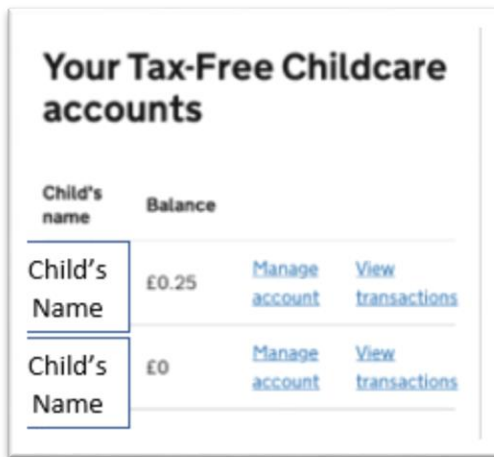 Your Tax-Free Childcare
accounts
Child's
name
Balance
Child's
Name
£0.25
Manage
account
View
transactions
Child's
Name
£0
Manage
account
View
transactions